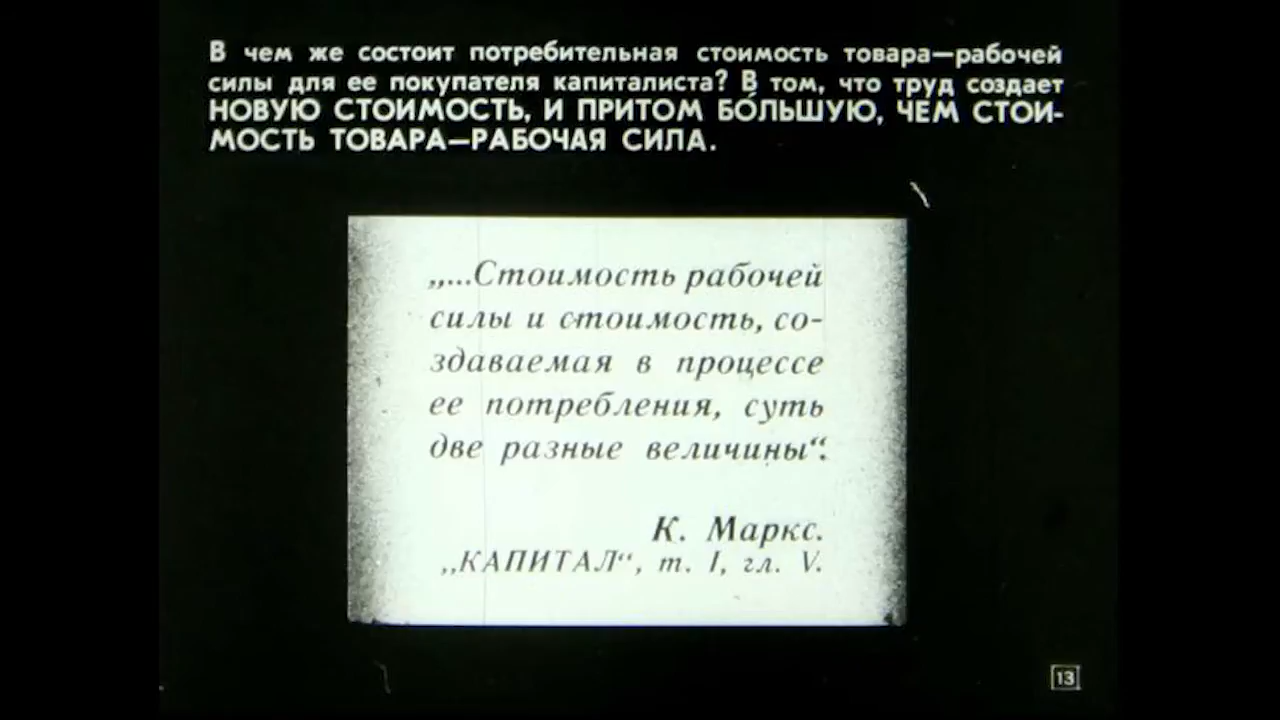 В чем же состоит потребительная стоимость товара—рабочей
силы для ее покупателя капиталиста? В том, что труд создает
НОВУЮ СТОИМОСТЬ, И ПРИТОМ БО́ЛЬШУЮ, ЧЕМ СТОИ-
МОСТЬ ТОВАРА—РАБОЧАЯ СИЛА.
„...Стоимость рабочей
силы и стоимость, со-
здаваемая в процессе
ее потребления, суть
две разные величины“.
К. Маркс.
„КАПИТАЛ“, т. I, гл. V.
13